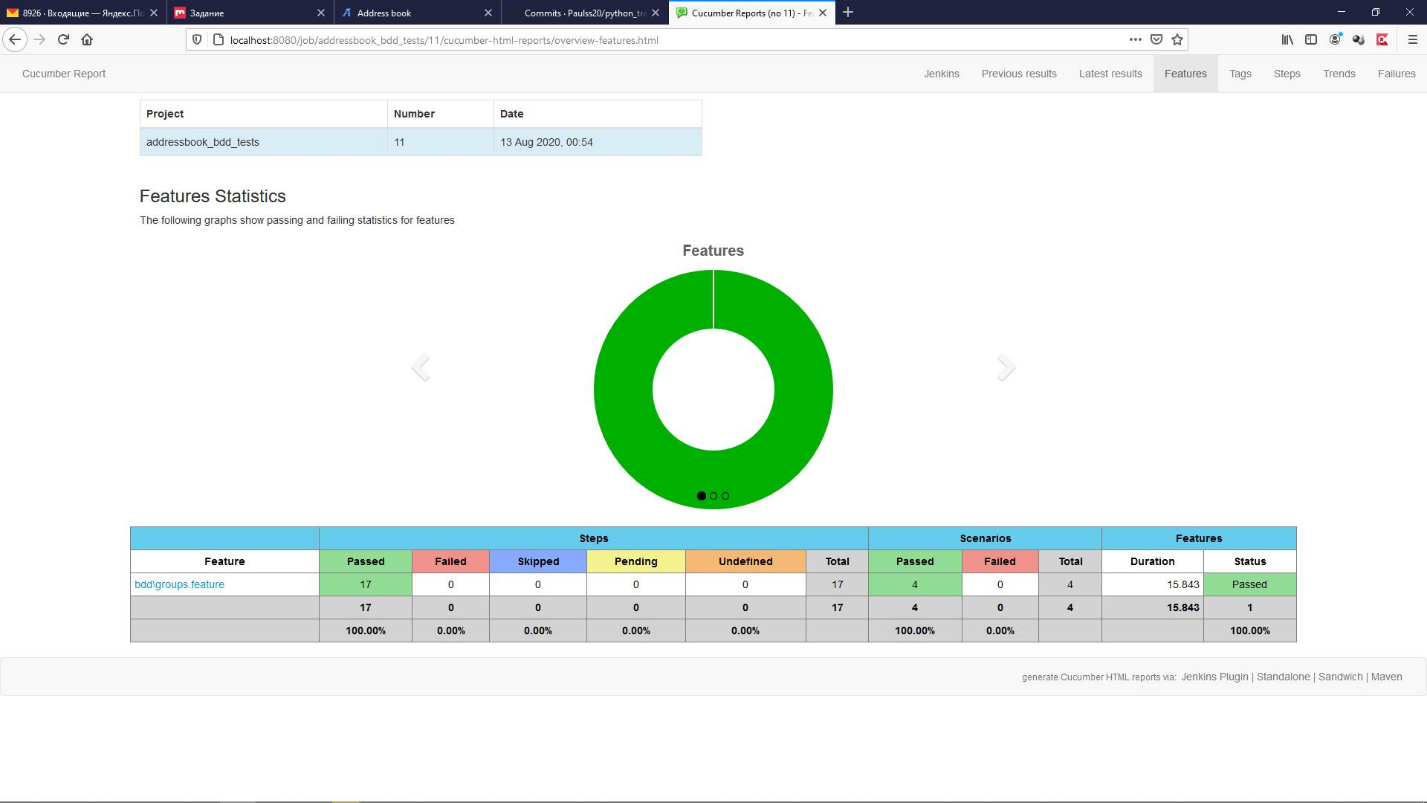 8926 · Входящие — Яндекс.По
Задание
Address book
Commits · Paulss20/python_tra
Cucumber Reports (no 11) - Fe
localhost:8080/job/addressbook_bdd_tests/11/cucumber-html-reports/overview-features.html
Cucumber Report Jenkins Previous results Latest results Features Tags Steps Trends Failures
Project Number Date
addressbook_bdd_tests 11 13 Aug 2020, 00:54
Features Statistics
The following graphs show passing and failing statistics for features
Features
Steps Scenarios Features
Feature Passed Failed Skipped Pending Undefined Total Passed Failed Total Duration Status
bdd\groups.feature 17 0 0 0 0 17 4 0 4 15.843 Passed
17 0 0 0 0 17 4 0 4 15.843 1
100.00% 0.00% 0.00% 0.00% 0.00% 100.00% 0.00% 100.00%
generate Cucumber HTML reports via: Jenkins Plugin | Standalone | Sandwich | Maven